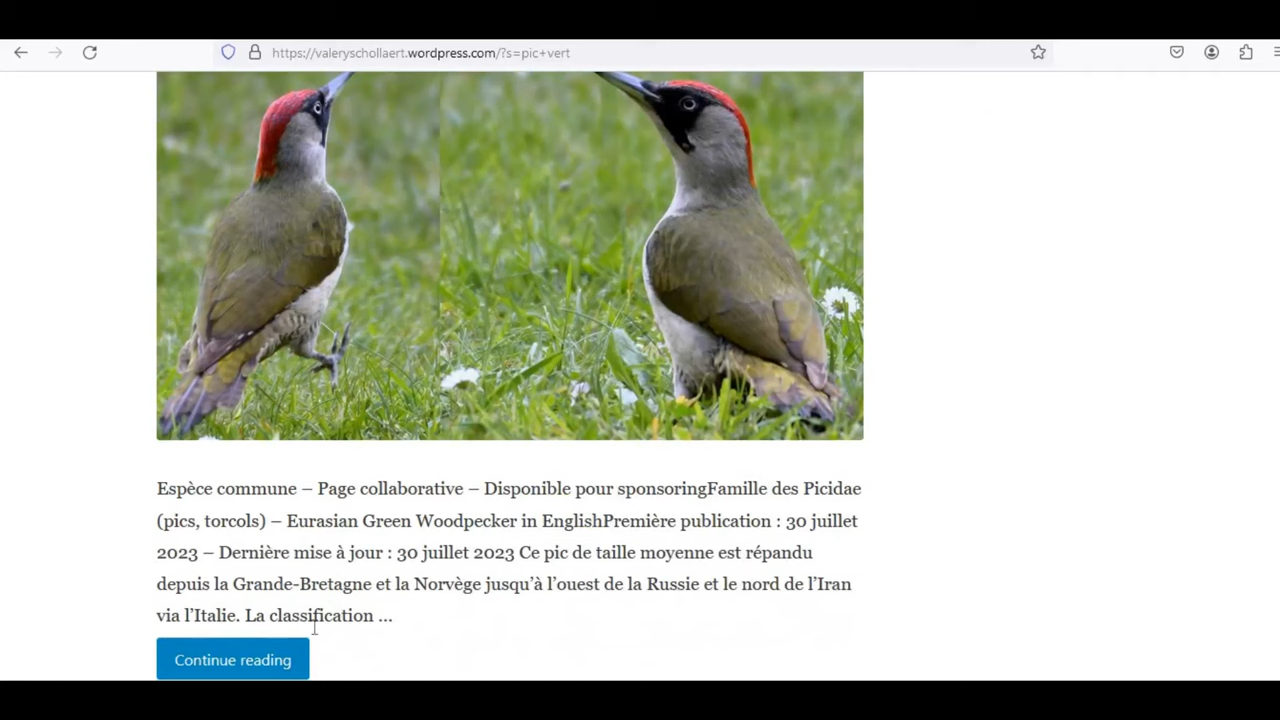 https://valeryschollaert.wordpress.com/?s=pic+vert
Espèce commune – Page collaborative – Disponible pour sponsoringFamille des Picidae
(pics, torcols) – Eurasian Green Woodpecker in EnglishPremière publication : 30 juillet
2023 – Dernière mise à jour : 30 juillet 2023 Ce pic de taille moyenne est répandu
depuis la Grande-Bretagne et la Norvège jusqu’à l’ouest de la Russie et le nord de l’Iran
via l’Italie. La classification …
Continue reading